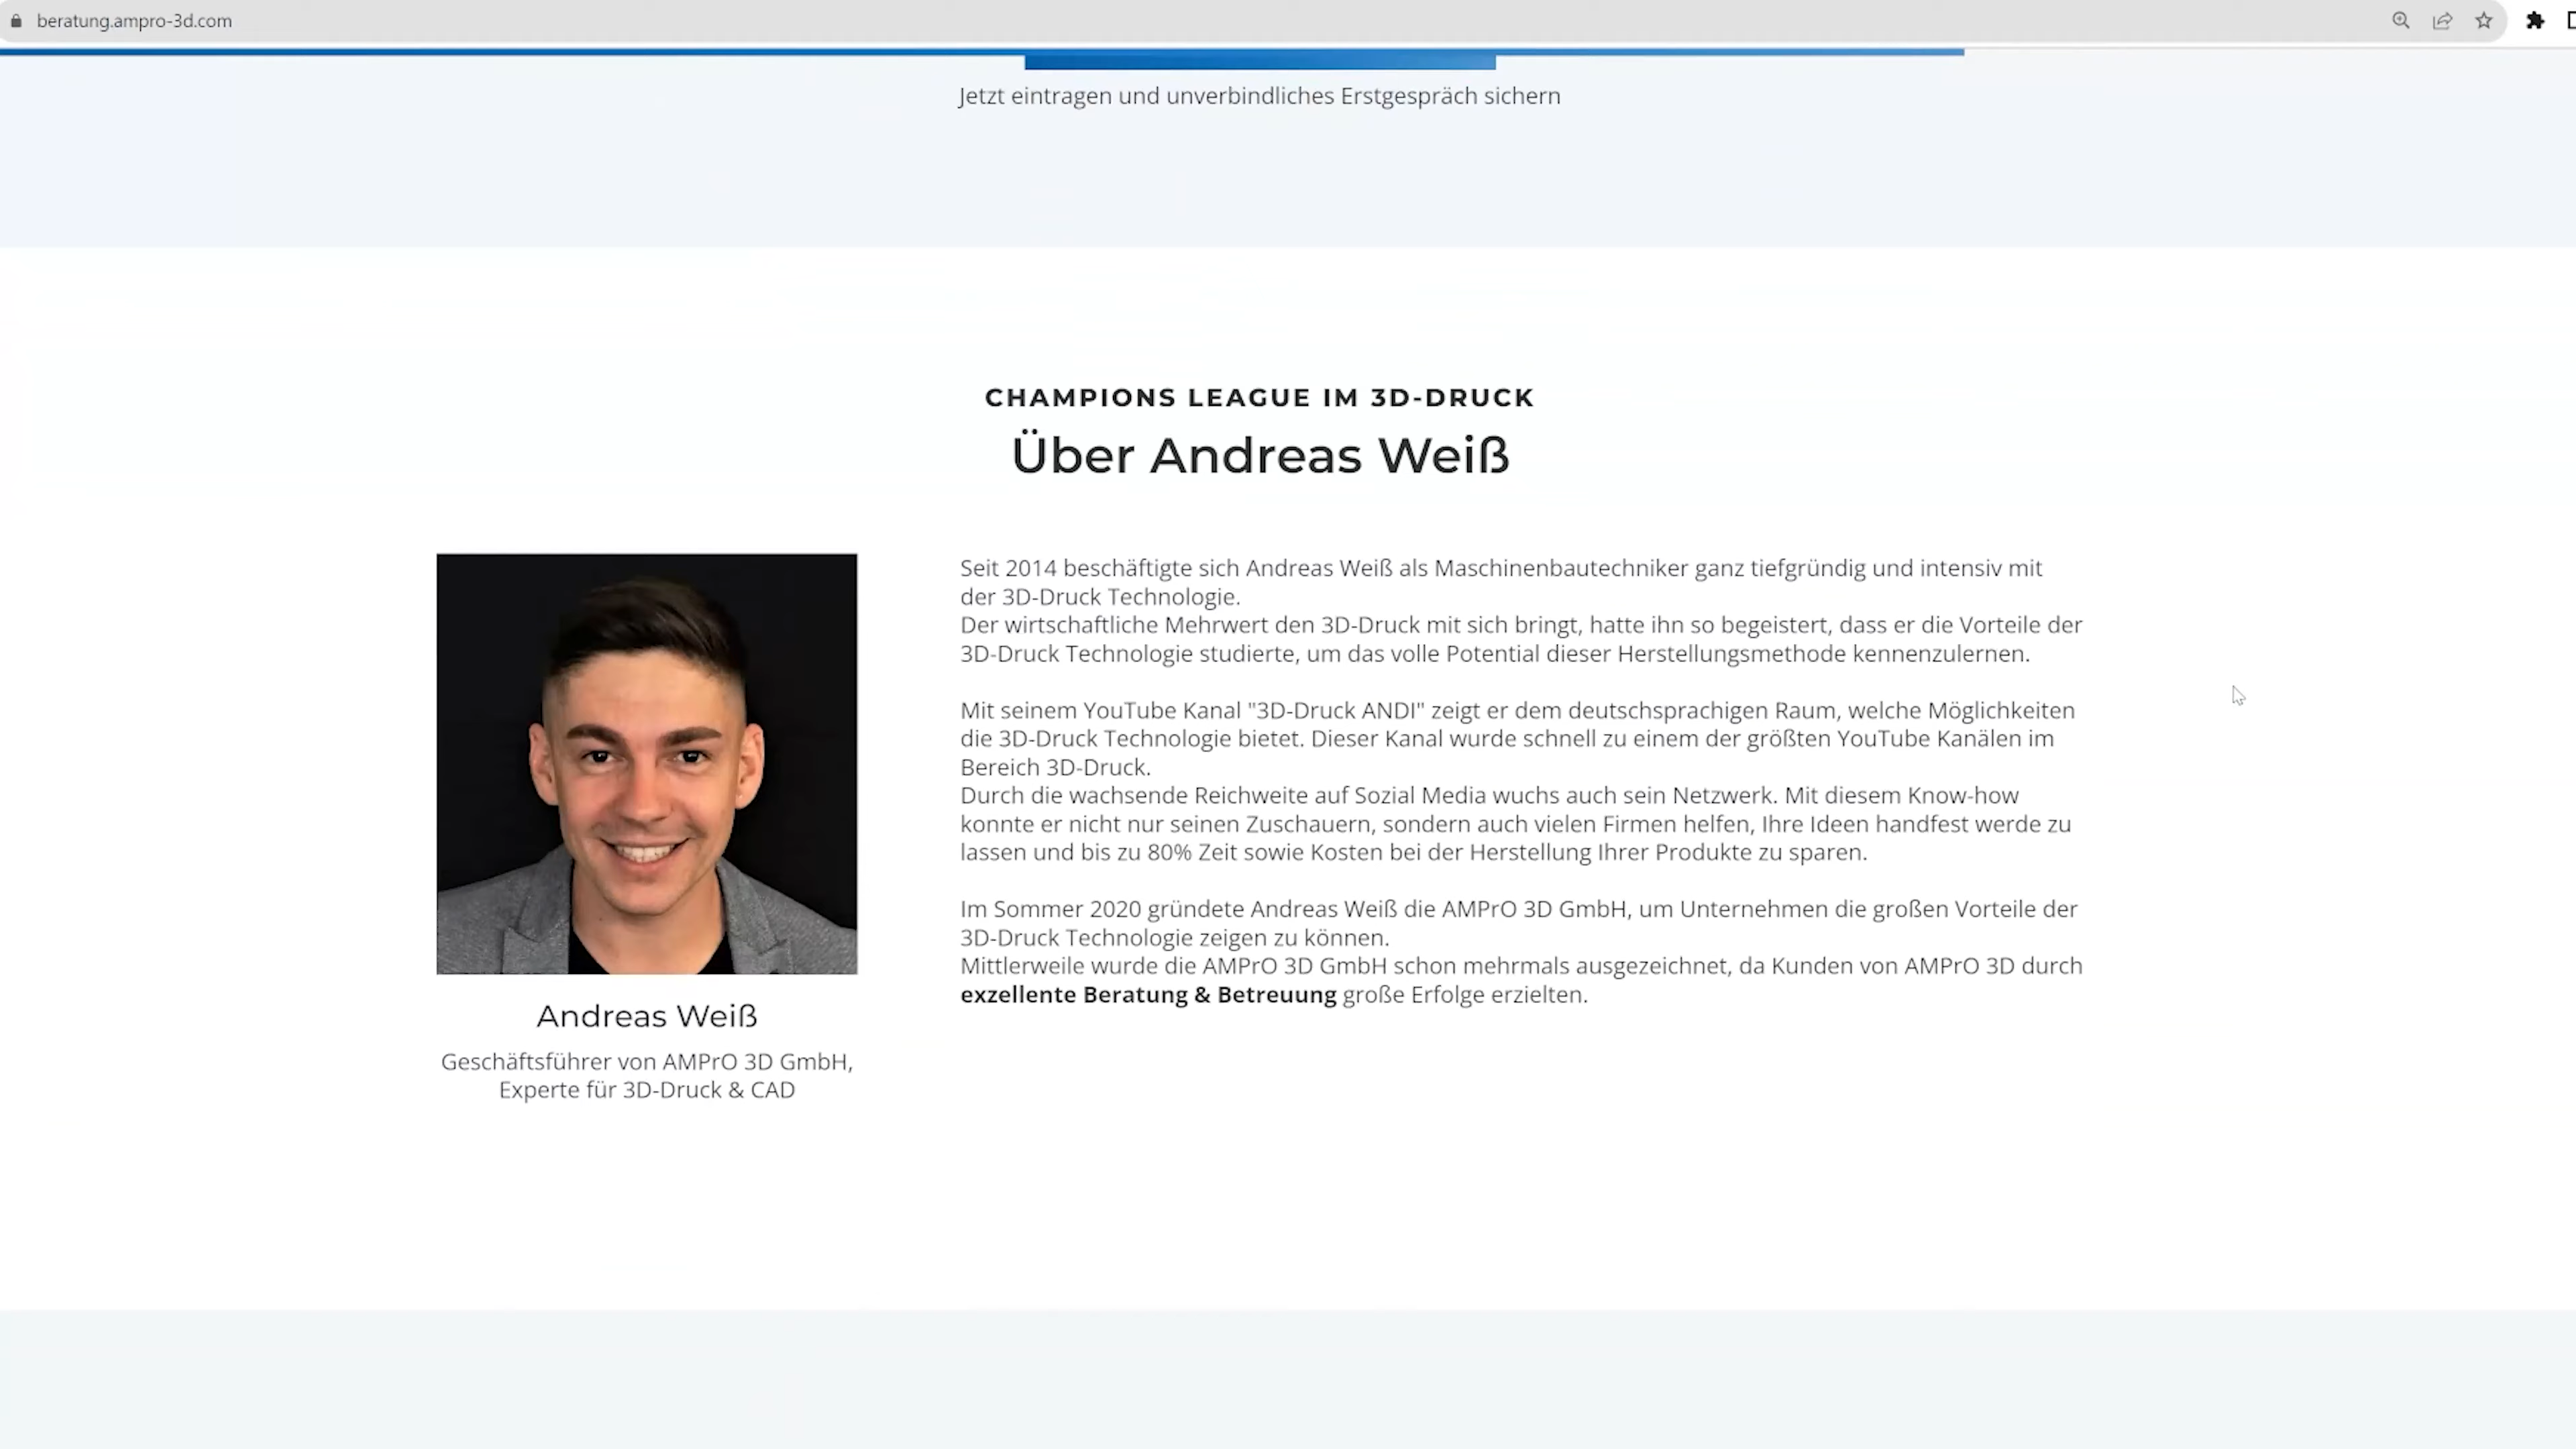 beratung.ampro-3d.com
Jetzt eintragen und unverbindliches Erstgespräch sichern
CHAMPIONS LEAGUE IM 3D-DRUCK
Über Andreas Weiß
Seit 2014 beschäftigte sich Andreas Weiß als Maschinenbautechniker ganz tiefgründig und intensiv mit
der 3D-Druck Technologie.
Der wirtschaftliche Mehrwert den 3D-Druck mit sich bringt, hatte ihn so begeistert, dass er die Vorteile der
3D-Druck Technologie studierte, um das volle Potential dieser Herstellungsmethode kennenzulernen.
Mit seinem YouTube Kanal "3D-Druck ANDI" zeigt er dem deutschsprachigen Raum, welche Möglichkeiten
die 3D-Druck Technologie bietet. Dieser Kanal wurde schnell zu einem der größten YouTube Kanälen im
Bereich 3D-Druck.
Durch die wachsende Reichweite auf Sozial Media wuchs auch sein Netzwerk. Mit diesem Know-how
konnte er nicht nur seinen Zuschauern, sondern auch vielen Firmen helfen, Ihre Ideen handfest werde zu
lassen und bis zu 80% Zeit sowie Kosten bei der Herstellung Ihrer Produkte zu sparen.
Im Sommer 2020 gründete Andreas Weiß die AMPrO 3D GmbH, um Unternehmen die großen Vorteile der
3D-Druck Technologie zeigen zu können.
Mittlerweile wurde die AMPrO 3D GmbH schon mehrmals ausgezeichnet, da Kunden von AMPrO 3D durch
exzellente Beratung & Betreuung große Erfolge erzielten.
Andreas Weiß
Geschäftsführer von AMPrO 3D GmbH,
Experte für 3D-Druck & CAD